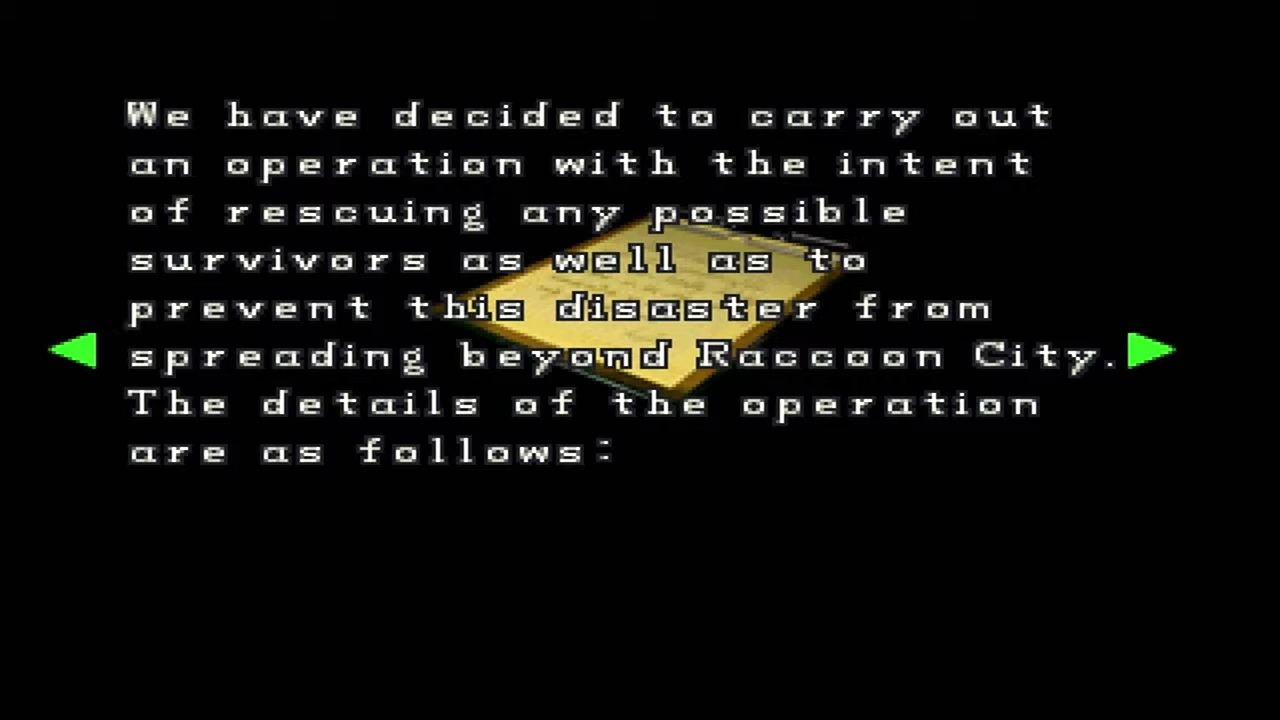 We have decided to carry out
an operation with the intent
of rescuing any possible
survivors as well as to
prevent this disaster from
spreading beyond Raccoon City.
The details of the operation
are as follows: